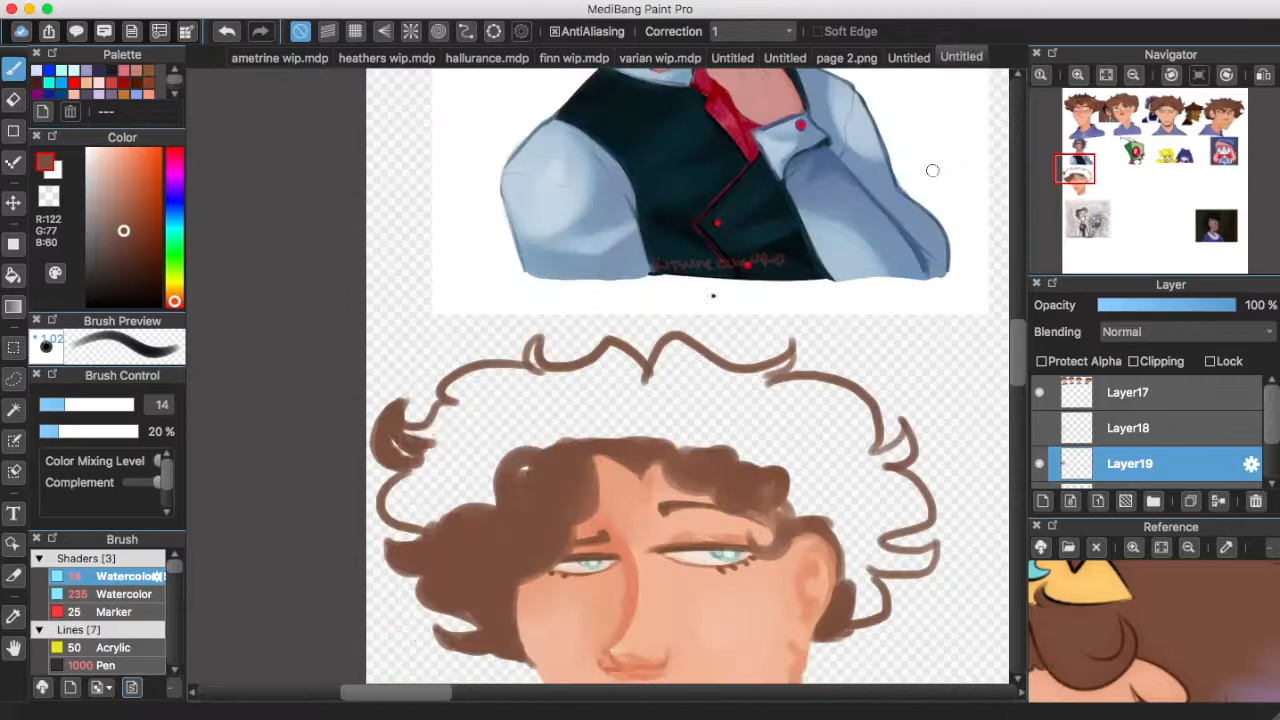 MediBang Paint Pro
AntiAliasing Correction 1 Soft Edge
Palette
ametrine wip.mdp heathers wip.mdp hallurance.mdp finn wip.mdp varian wip.mdp Untitled Untitled page 2.png Untitled Untitled
Navigator
---
Color
R:122
G:77
B:60
Brush Preview
* 1.02
Brush Control
14
20 %
Color Mixing Level
Complement
Brush
Shaders [3]
Watercolor
235 Watercolor
25 Marker
Lines [7]
50 Acrylic
1000 Pen
T
Layer
Opacity 100 %
Blending Normal
Protect Alpha Clipping Lock
Layer17
Layer18
Layer19
Reference